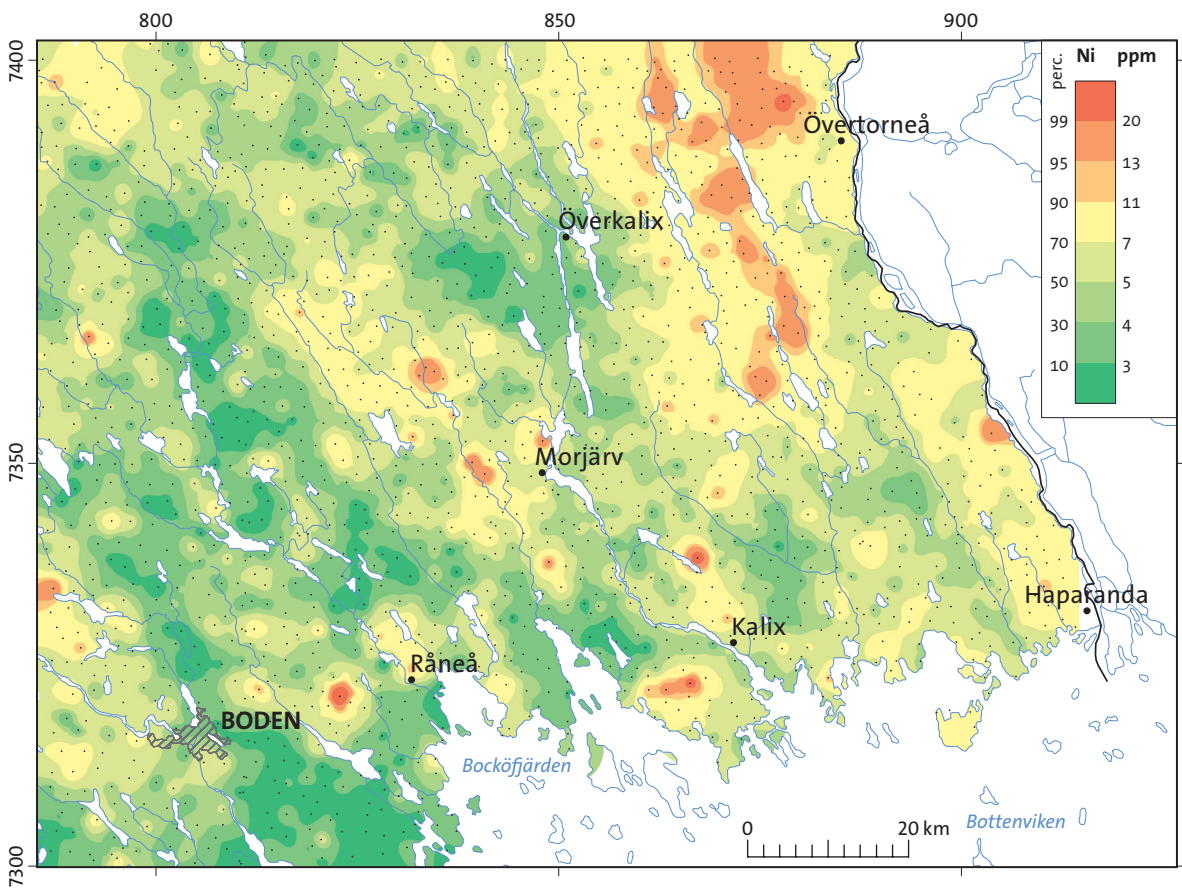 800
850
900
7400
7350
7300
perc.
Ni
ppm
99
20
95
13
90
11
70
7
50
5
30
4
10
3
Övertorneå
Överkalix
Morjärv
Haparanda
Kalix
Råneå
BODEN
Bocköfjärden
0
20 km
Bottenviken